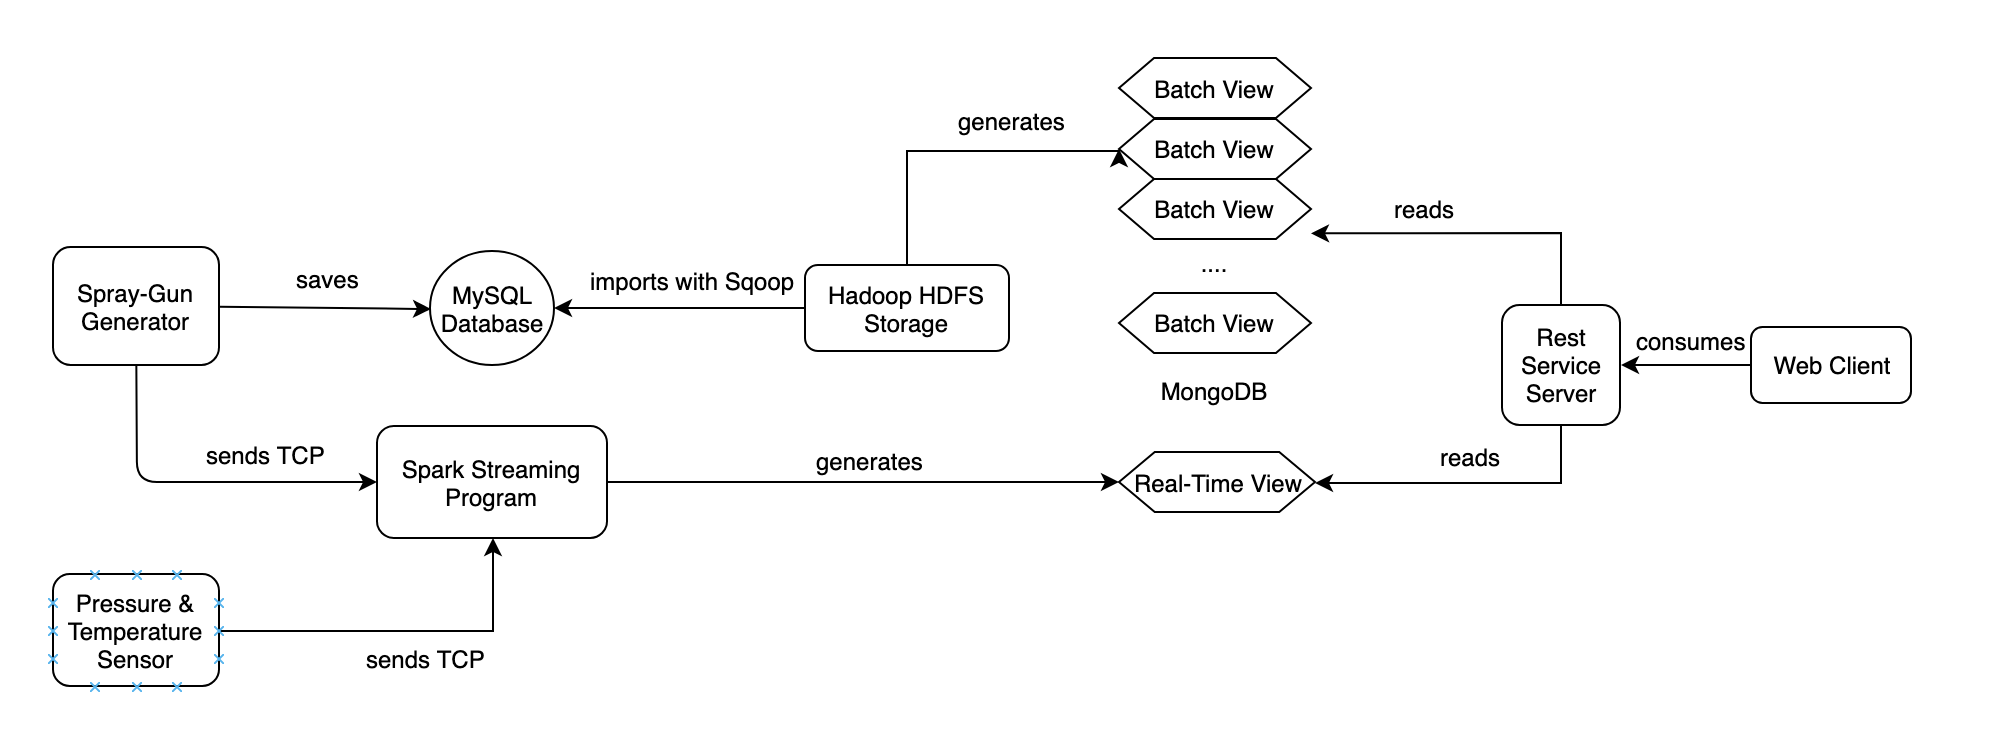 Batch View
generates
Batch View
Batch View
reads
....
Batch View
MongoDB
Spray-Gun
Generator
saves
MySQL
Database
imports with Sqoop
Hadoop HDFS
Storage
Rest
Service
Server
consumes
Web Client
sends TCP
Spark Streaming
Program
generates
Real-Time View
reads
Pressure &
Temperature
Sensor
sends TCP